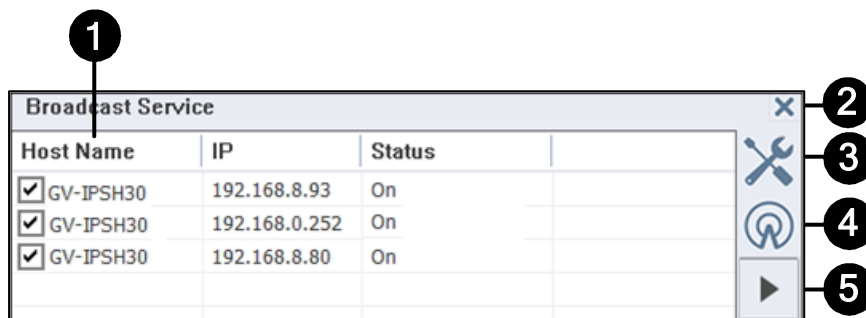 1
Broadcast Service
2
Host Name IP Status
3
GV-IPSH30 192.168.8.93 On
GV-IPSH30 192.168.0.252 On
4
GV-IPSH30 192.168.8.80 On
5